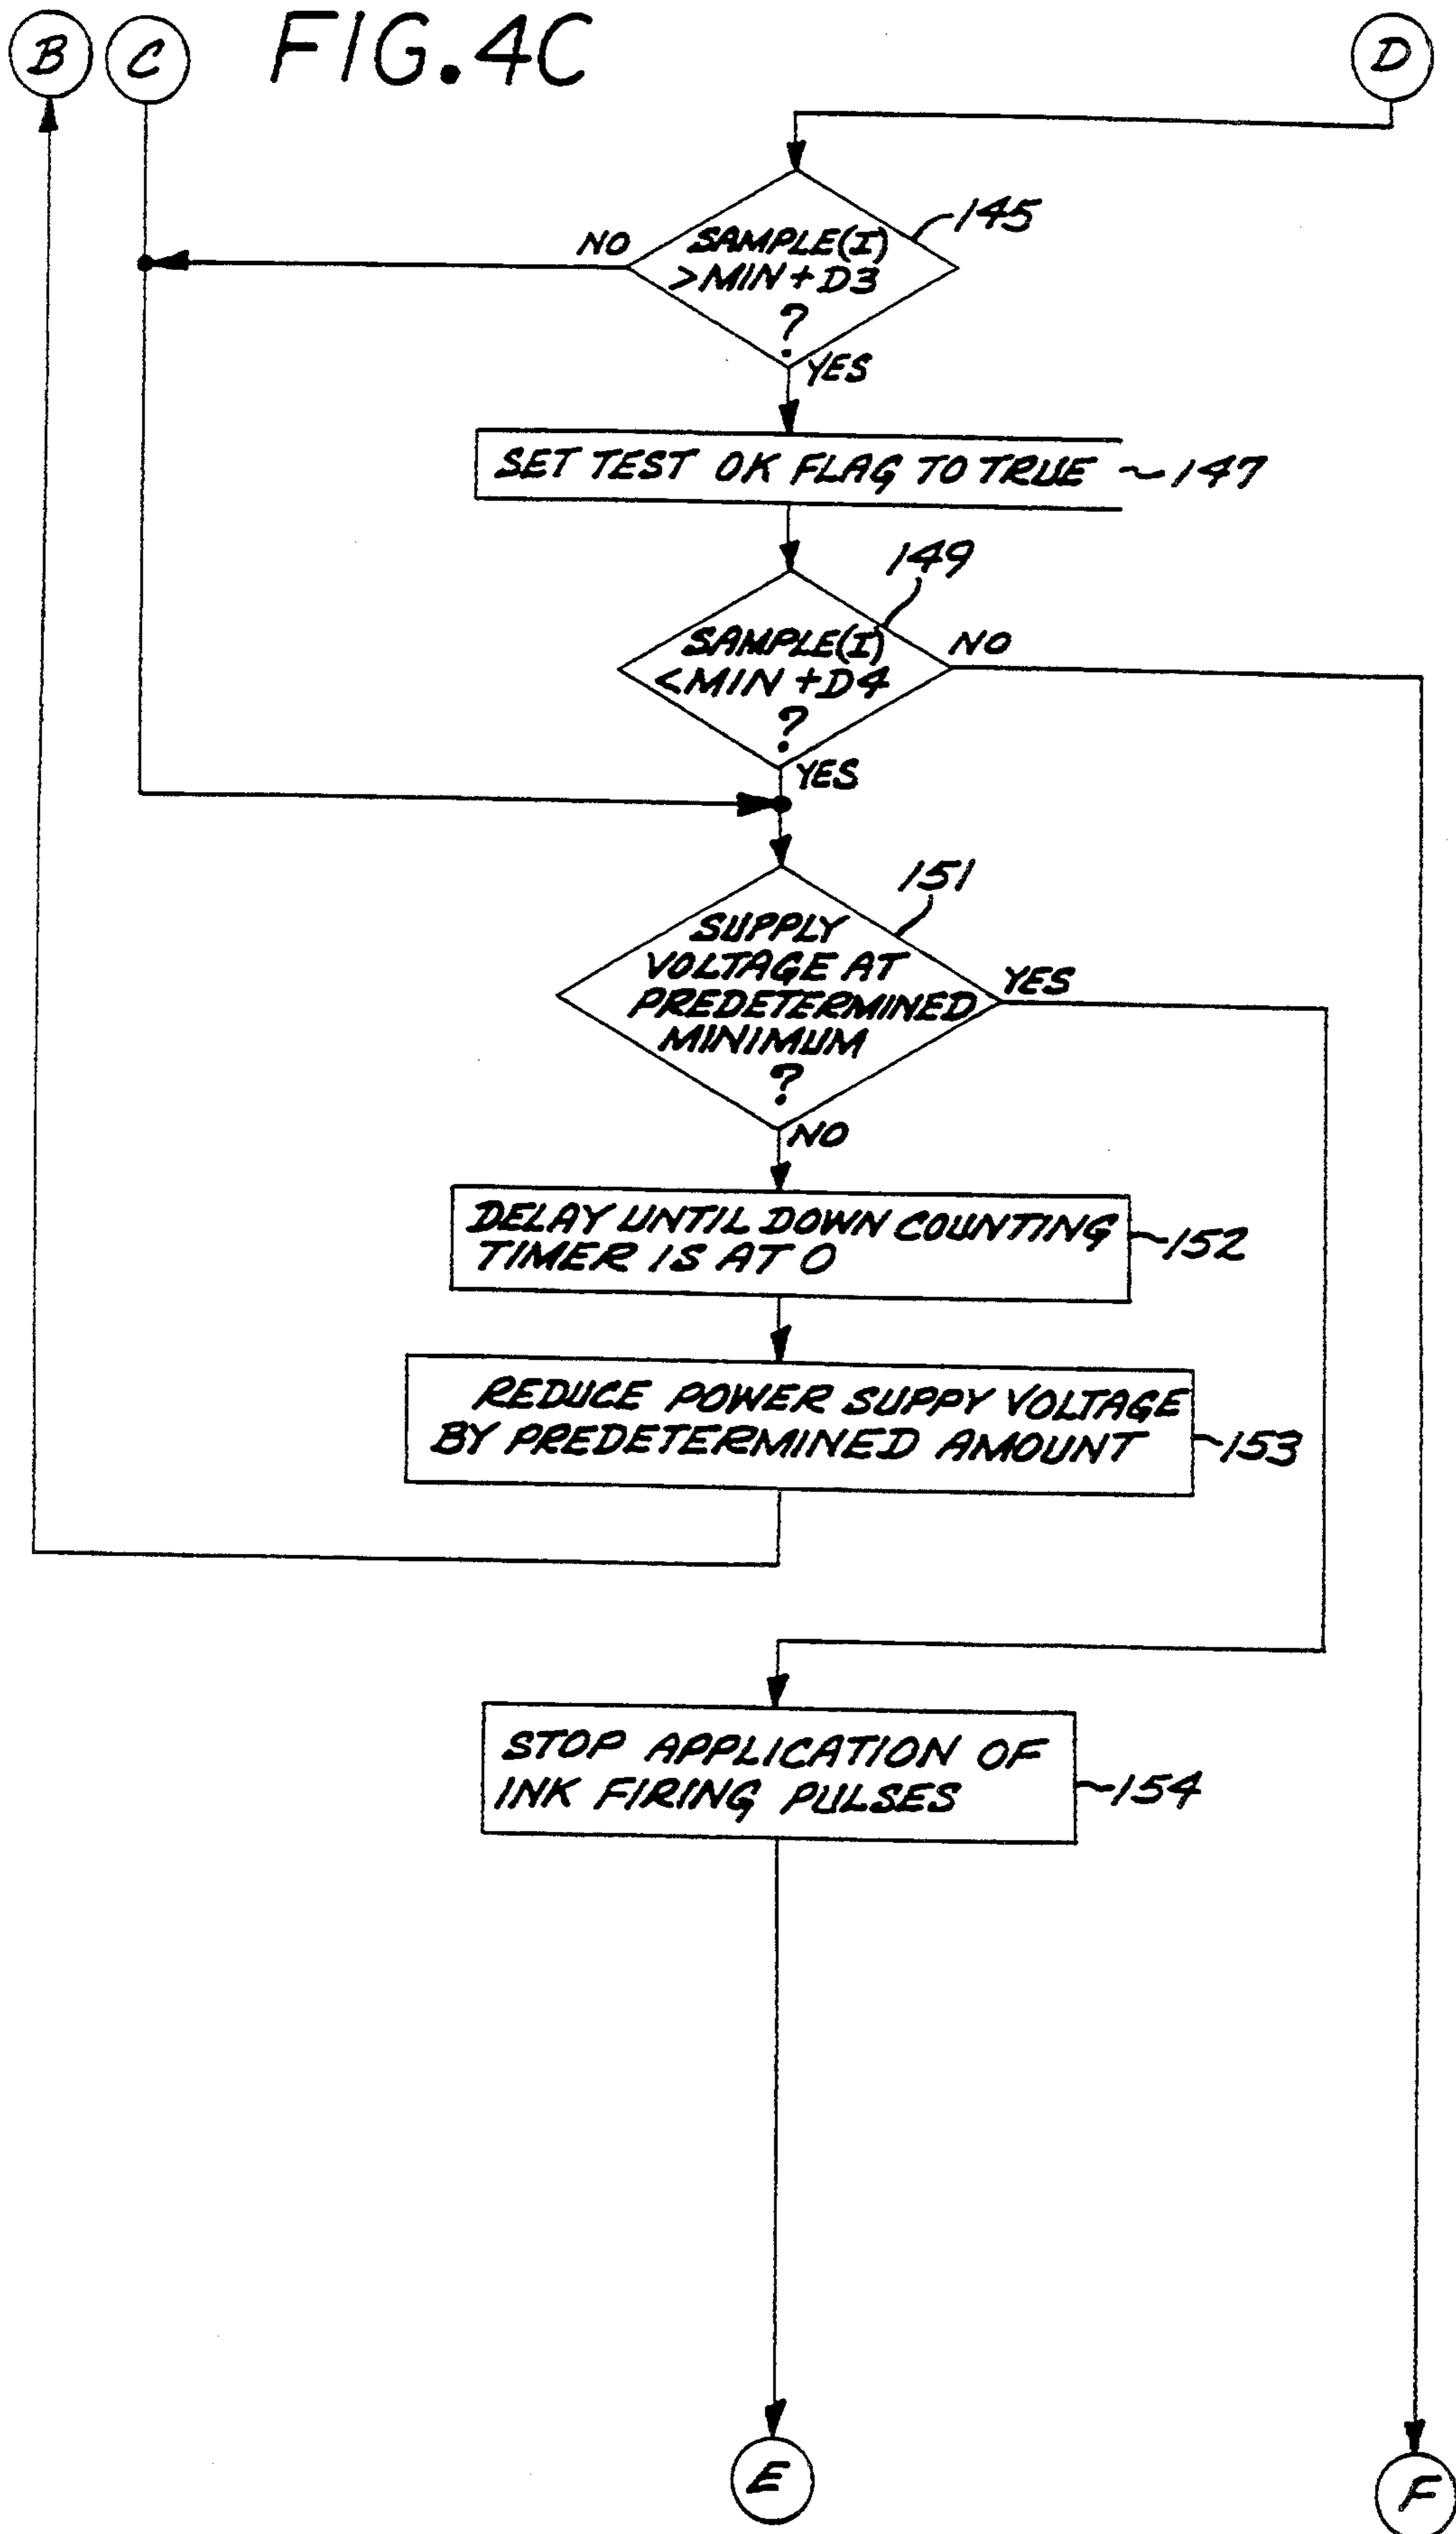 B C FIG.4C D
145
NO
SAMPLE(I)
>MIN+D3
?
YES
SET TEST OK FLAG TO TRUE ~147
149
SAMPLE(I)
<MIN+D4
?
NO
YES
151
SUPPLY
VOLTAGE AT
PREDETERMINED
MINIMUM
?
YES
NO
DELAY UNTIL DOWN COUNTING
TIMER IS AT 0
152
REDUCE POWER SUPPY VOLTAGE
BY PREDETERMINED AMOUNT
153
STOP APPLICATION OF
INK FIRING PULSES
154
E
F